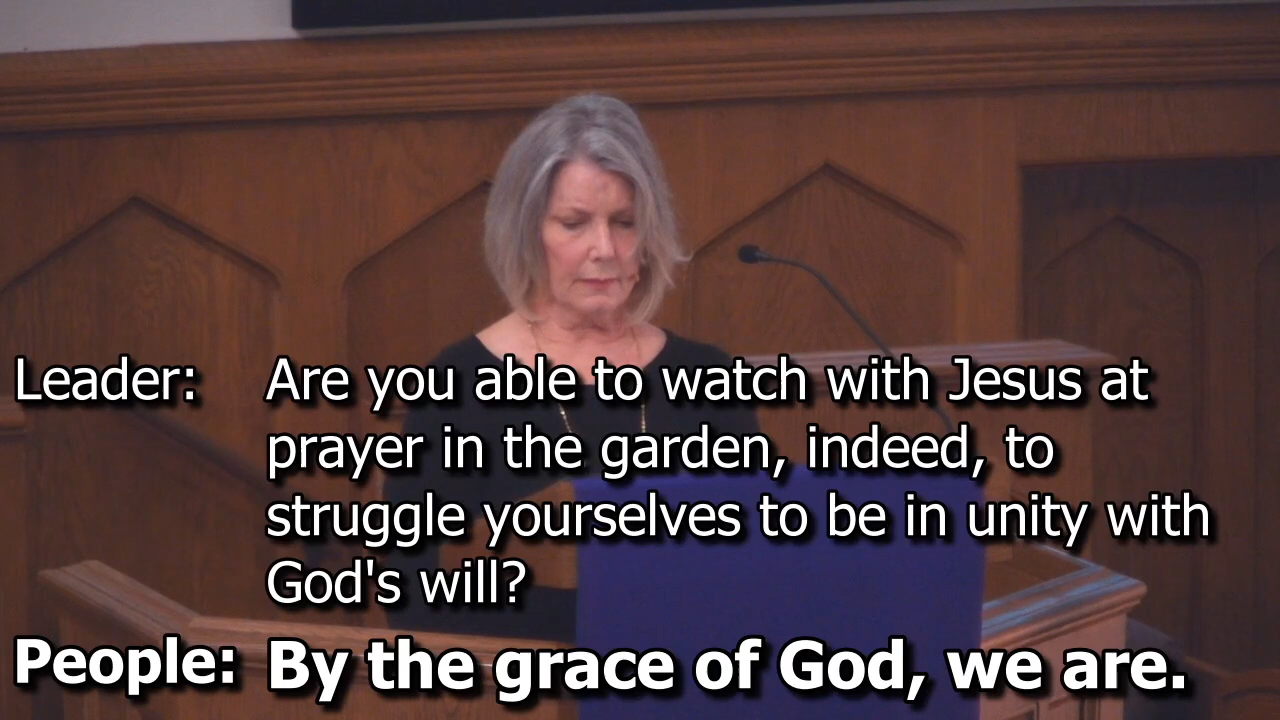 Leader: Are you able to watch with Jesus at
prayer in the garden, indeed, to
struggle yourselves to be in unity with
God's will?
People: By the grace of God, we are.